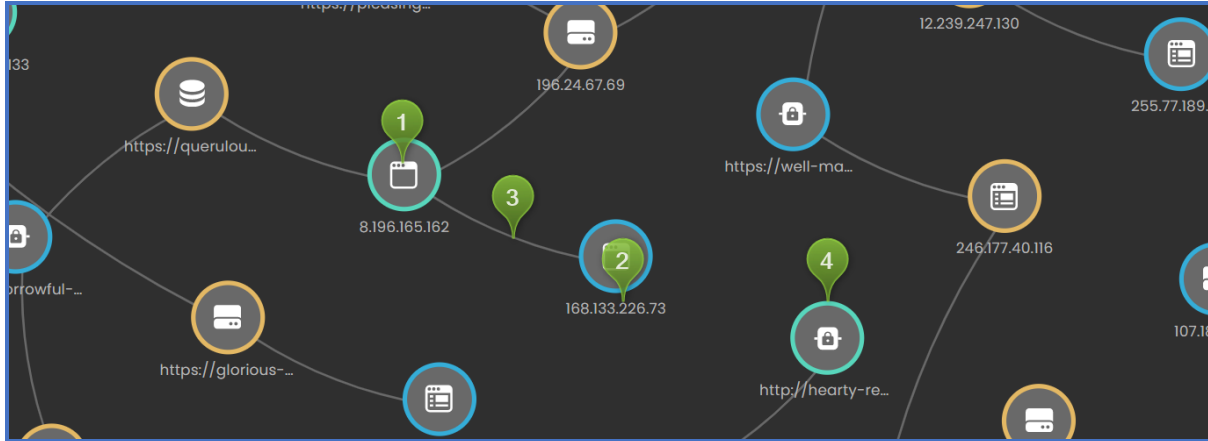 https://pleasing...
12.239.247.130
133
196.24.67.69
255.77.189.
https://querulou...
1
https://well-ma...
3
8.196.165.162
246.177.40.116
2
4
orrowful-...
168.133.226.73
107.18
https://glorious-...
http://hearty-re...